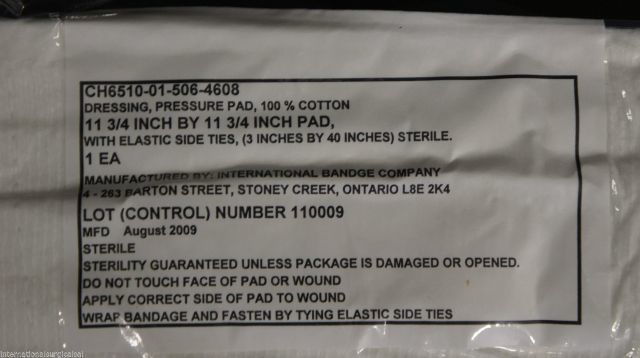 CH6510-01-506-4608
DRESSING, PRESSURE PAD, 100 % COTTON
11 3/4 INCH BY 11 3/4 INCH PAD,
WITH ELASTIC SIDE TIES, (3 INCHES BY 40 INCHES) STERILE.
1 EA
MANUFACTURED BY: INTERNATIONAL BANDGE COMPANY
4 - 263 BARTON STREET, STONEY CREEK, ONTARIO L8E 2K4
LOT (CONTROL) NUMBER 110009
MFD August 2009
STERILE
STERILITY GUARANTEED UNLESS PACKAGE IS DAMAGED OR OPENED.
DO NOT TOUCH FACE OF PAD OR WOUND
APPLY CORRECT SIDE OF PAD TO WOUND
WRAP BANDAGE AND FASTEN BY TYING ELASTIC SIDE TIES
internationalsurgicalpal